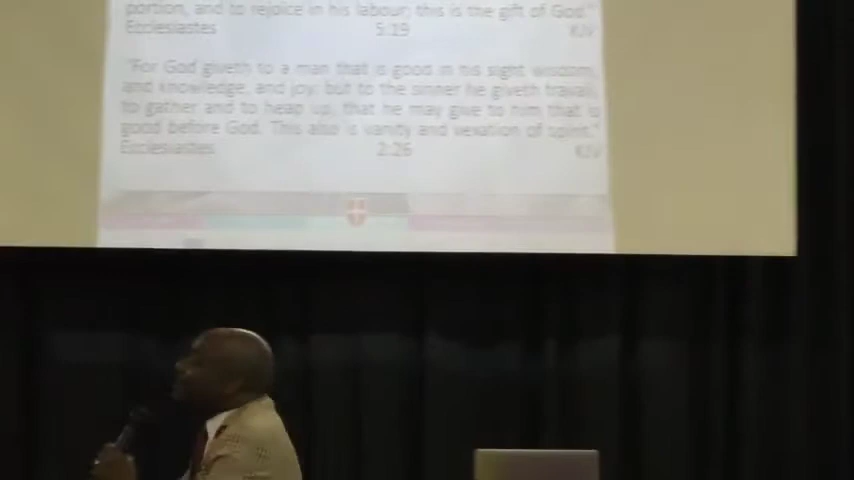 portion, and to rejoice in his labour; this is the gift of God"
Ecclesiastes 5:19 KJV
"For God giveth to a man that is good in his sight wisdom,
and knowledge, and joy: but to the sinner he giveth travail,
to gather and to heap up, that he may give to him that is
good before God. This also is vanity and vexation of spirit."
Ecclesiastes 2:26 KJV